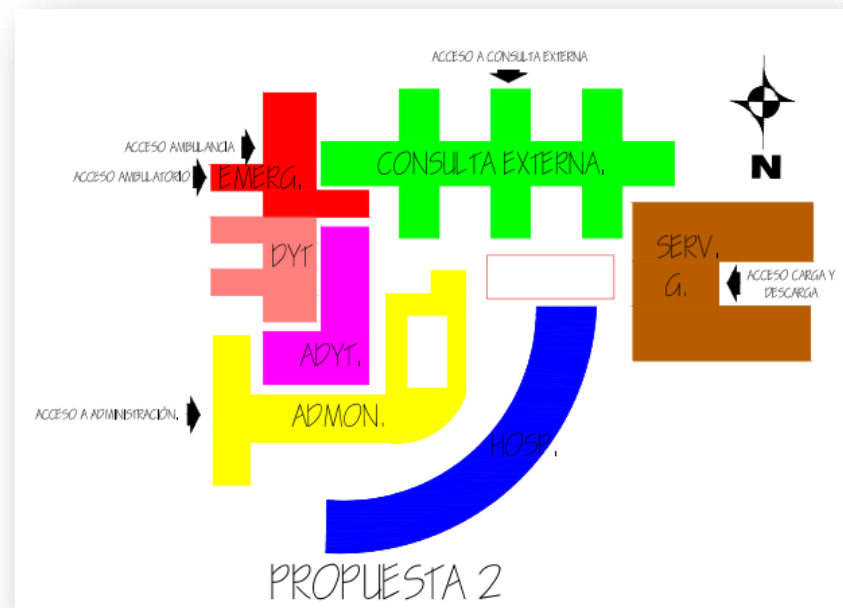 ACCESO A CONSULTA EXTERNA
ACCESO AMBULANCIA
ACCESO AMBULATORIO
EMERG.
CONSULTA EXTERNA.
N
DYT
SERV.
G.
ACCESO CARGA Y
DESCARGA
ADYT.
ACCESO A ADMINISTRACIÓN.
ADMON.
HOSP.
PROPUESTA 2